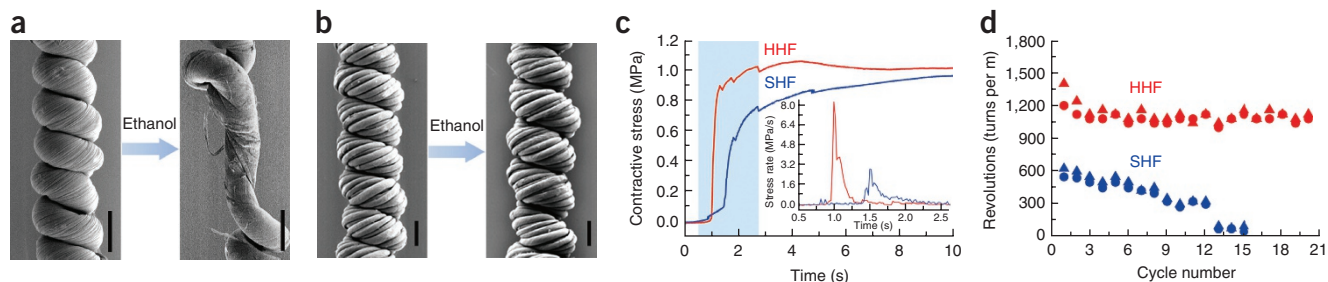 a
Ethanol
b
Ethanol
c
Contractive stress (MPa)
1.2
1.0
0.8
0.6
0.4
0.2
0.0
HHF
SHF
Stress rate (MPa/s)
8.0
6.4
4.8
3.2
1.6
0.0
0.5 1.0 1.5 2.0 2.5
Time (s)
0 2 4 6 8 10
Time (s)
d
Revolutions (turns per m)
1,800
1,500
1,200
900
600
300
0
HHF
SHF
0 3 6 9 12 15 18 21
Cycle number